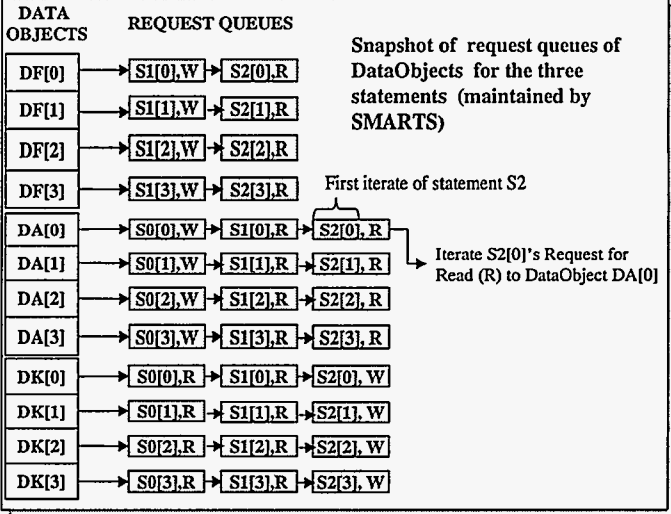 DATA
OBJECTS
REQUEST QUEUES
Snapshot of request queues of
DataObjects for the three
statements (maintained by
SMARTS)
DF[0] S1[0],W S2[0],R
DF[1] S1[1],W S2[1],R
DF[2] S1[2],W S2[2],R
DF[3] S1[3],W S2[3],R
First iterate of statement S2
DA[0] S0[0],W S1[0],R S2[0], R
DA[1] S0[1],W S1[1],R S2[1], R
Iterate S2[0]'s Request for
Read (R) to DataObject DA[0]
DA[2] S0[2],W S1[2],R S2[2], R
DA[3] S0[3],W S1[3],R S2[3], R
DK[0] S0[0],R S1[0],R S2[0], W
DK[1] S0[1],R S1[1],R S2[1], W
DK[2] S0[2],R S1[2],R S2[2], W
DK[3] S0[3],R S1[3],R S2[3], W